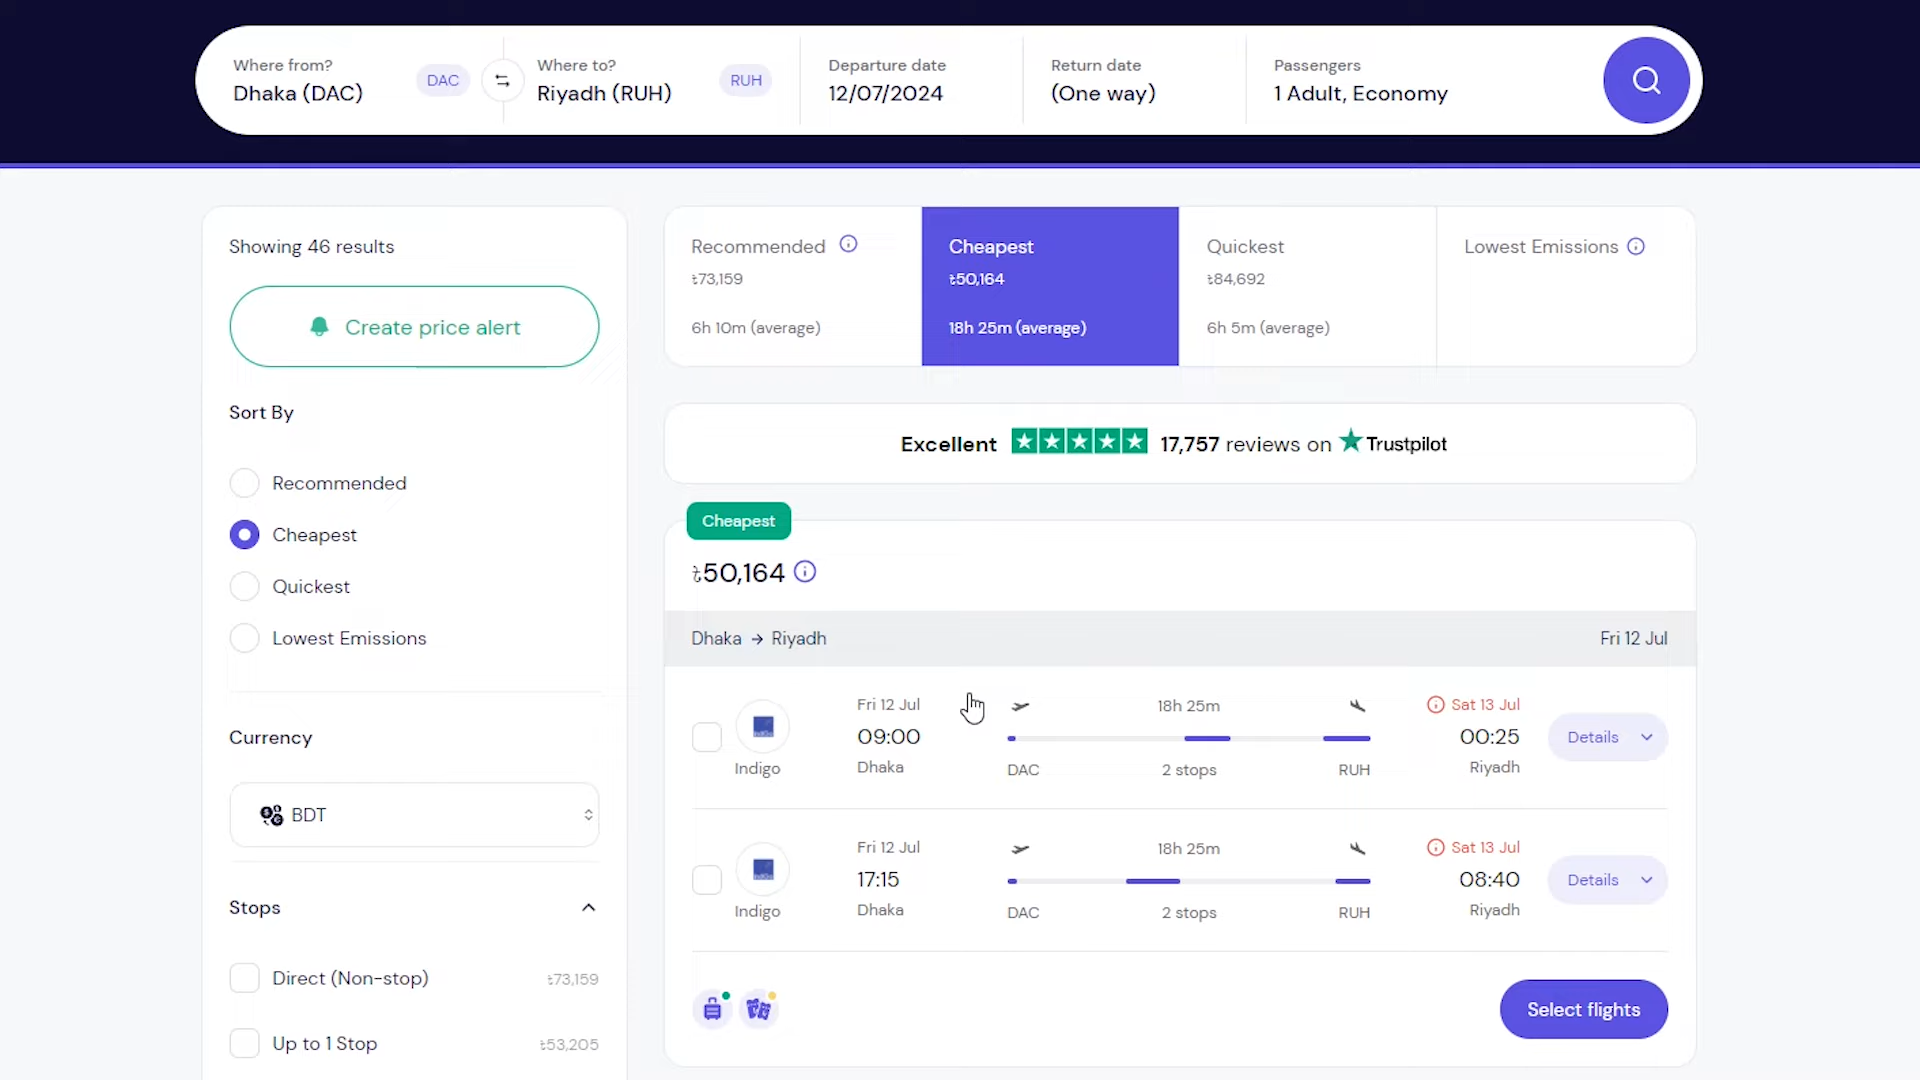 Where from?
Dhaka (DAC)
DAC
Where to?
Riyadh (RUH)
RUH
Departure date
12/07/2024
Return date
(One way)
Passengers
1 Adult, Economy
Showing 46 results
Create price alert
Sort By
Recommended
Cheapest
Quickest
Lowest Emissions
Currency
BDT
Stops
Direct (Non-stop) ৳73,159
Up to 1 Stop ৳53,205
Recommended
৳73,159
6h 10m (average)
Cheapest
৳50,164
18h 25m (average)
Quickest
৳84,692
6h 5m (average)
Lowest Emissions
Excellent 17,757 reviews on Trustpilot
Cheapest
৳50,164
Dhaka → Riyadh Fri 12 Jul
Fri 12 Jul 18h 25m Sat 13 Jul
09:00 00:25 Details
Indigo Dhaka DAC 2 stops RUH Riyadh
Fri 12 Jul 18h 25m Sat 13 Jul
17:15 08:40 Details
Indigo Dhaka DAC 2 stops RUH Riyadh
Select flights